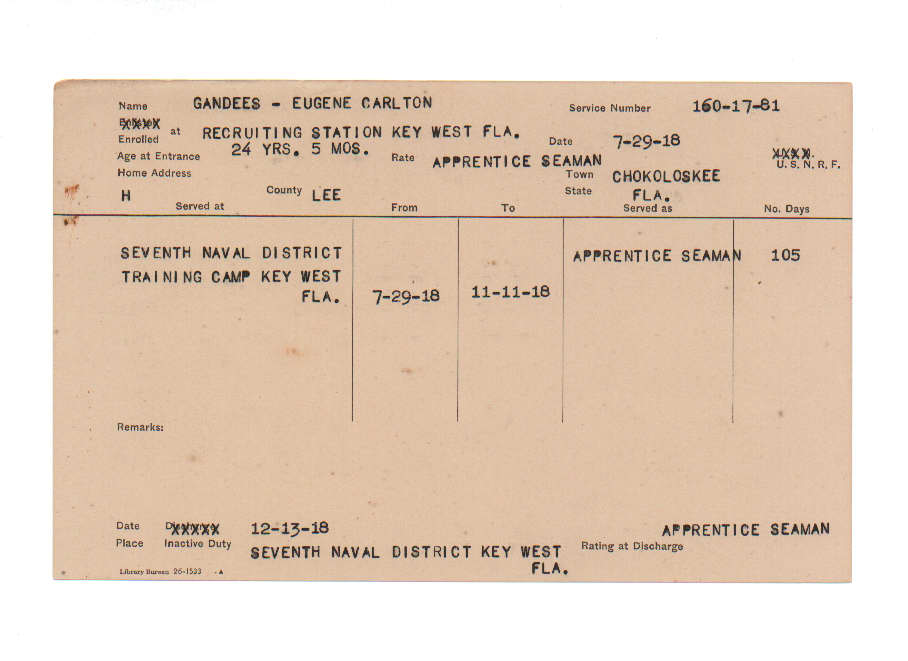 Name GANDEES - EUGENE CARLTON Service Number 160-17-81
Enrolled at RECRUITING STATION KEY WEST FLA. Date 7-29-18
Age at Entrance 24 YRS. 5 MOS. Rate APPRENTICE SEAMAN U. S. N. R. F.
Home Address Town CHOKOLOSKEE
H County LEE State FLA.
Served at From To Served as No. Days
SEVENTH NAVAL DISTRICT APPRENTICE SEAMAN 105
TRAINING CAMP KEY WEST
FLA. 7-29-18 11-11-18
Remarks:
Date XXXXX 12-13-18 APPRENTICE SEAMAN
Place Inactive Duty SEVENTH NAVAL DISTRICT KEY WEST Rating at Discharge
FLA.
Library Bureau 26-1523 -A